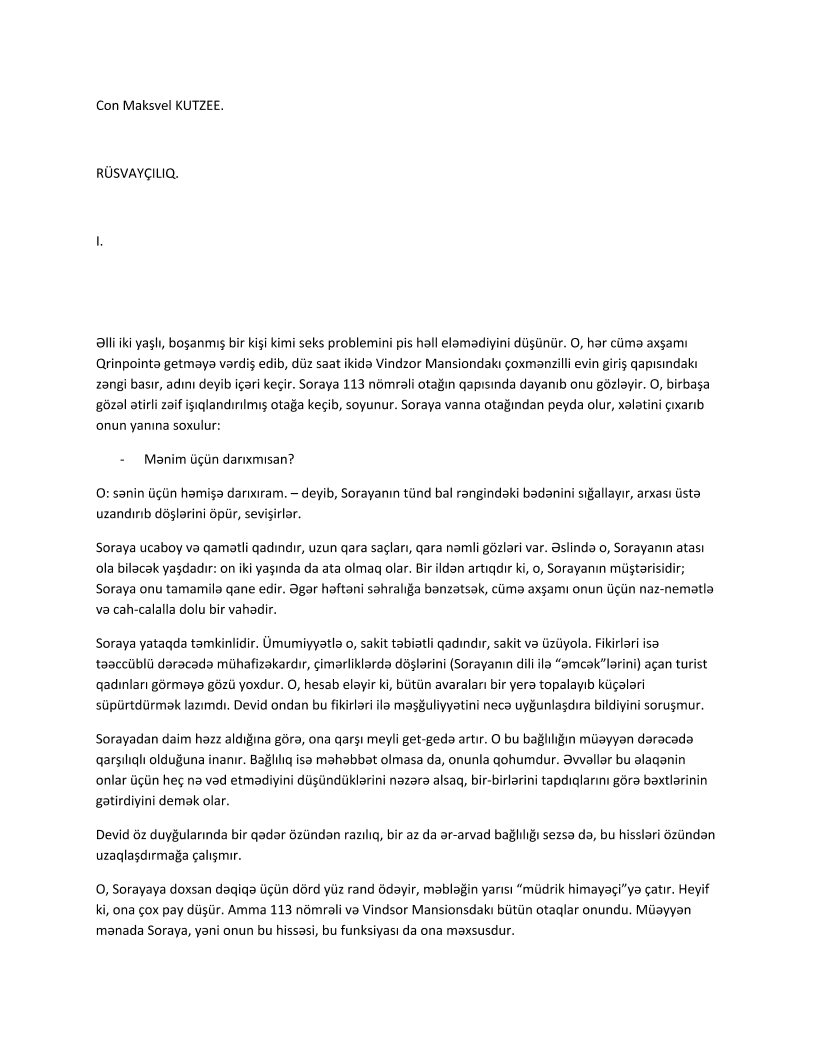 Con Maksvel KUTZEE.
RÜSVAYÇILIQ.
I.
Əlli iki yaşlı, boşanmış bir kişi kimi seks problemini pis həll eləmədiyini düşünür. O, hər cümə axşamı
Qrinpointə getməyə vərdiş edib, düz saat ikidə Vindzor Mansiondakı çoxmənzilli evin giriş qapısındakı
zəngi basır, adını deyib içəri keçir. Soraya 113 nömrəli otağın qapısında dayanıb onu gözləyir. O, birbaşa
gözəl ətirli zəif işıqlandırılmış otağa keçib, soyunur. Soraya vanna otağından peyda olur, xələtini çıxarıb
onun yanına soxulur:
- Mənim üçün darıxmısan?
O: sənin üçün həmişə darıxıram. – deyib, Sorayanın tünd bal rəngindəki bədənini sığallayır, arxası üstə
uzandırıb döşlərini öpür, sevişirlər.
Soraya ucaboy və qamətli qadındır, uzun qara saçları, qara nəmli gözləri var. Əslində o, Sorayanın atası
ola biləcək yaşdadır: on iki yaşında da ata olmaq olar. Bir ildən artıqdır ki, o, Sorayanın müştərisidir;
Soraya onu tamamilə qane edir. Əgər həftəni səhralığa bənzətsək, cümə axşamı onun üçün naz-nemətlə
və cah-calalla dolu bir vahədir.
Soraya yataqda təmkinlidir. Ümumiyyətlə o, sakit təbiətli qadındır, sakit və üzüyola. Fikirləri isə
təəccüblü dərəcədə mühafizəkardır, çimərliklərdə döşlərini (Sorayanın dili ilə “əmcək”lərini) açan turist
qadınları görməyə gözü yoxdur. O, hesab eləyir ki, bütün avaraları bir yerə topalayıb küçələri
süpürtdürmək lazımdı. Devid ondan bu fikirləri ilə məşğuliyyətini necə uyğunlaşdıra bildiyini soruşmur.
Sorayadan daim həzz aldığına görə, ona qarşı meyli get-gedə artır. O bu bağlılığın müəyyən dərəcədə
qarşılıqlı olduğuna inanır. Bağlılıq isə məhəbbət olmasa da, onunla qohumdur. Əvvəllər bu əlaqənin
onlar üçün heç nə vəd etmədiyini düşündüklərini nəzərə alsaq, bir-birlərini tapdıqlarını görə bəxtlərinin
gətirdiyini demək olar.
Devid öz duyğularında bir qədər özündən razılıq, bir az da ər-arvad bağlılığı sezsə də, bu hissləri özündən
uzaqlaşdırmağa çalışmır.
O, Sorayaya doxsan dəqiqə üçün dörd yüz rand ödəyir, məbləğin yarısı “müdrik himayəçi”yə çatır. Heyif
ki, ona çox pay düşür. Amma 113 nömrəli və Vindsor Mansionsdakı bütün otaqlar onundu. Müəyyən
mənada Soraya, yəni onun bu hissəsi, bu funksiyası da ona məxsusdur.